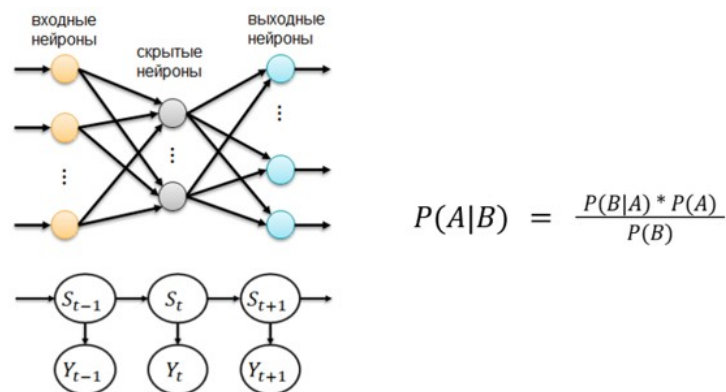 входные
нейроны
скрытые
нейроны
выходные
нейроны
...
...
...
P(A|B) = P(B|A) * P(A) / P(B)
S_{t-1} S_t S_{t+1}
Y_{t-1} Y_t Y_{t+1}